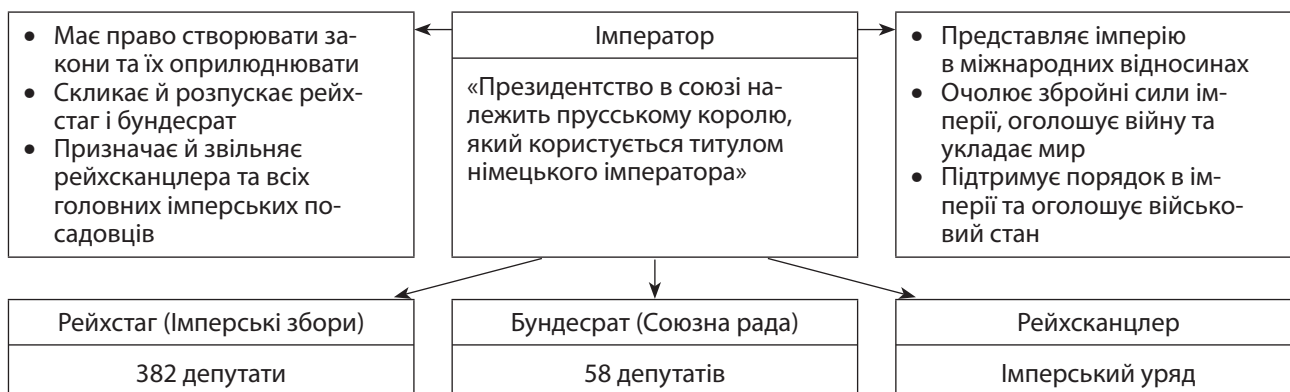 • Має право створювати за-
кони та їх оприлюднювати
• Скликає й розпускає рейх-
стаг і бундесрат
• Призначає й звільняє
рейхсканцлера та всіх
головних імперських по-
садовців
Імператор
«Президентство в союзі на-
лежить прусському королю,
який користується титулом
німецького імператора»
• Представляє імперію
в міжнародних відносинах
• Очолює збройні сили ім-
перії, оголошує війну та
укладає мир
• Підтримує порядок в ім-
перії та оголошує військо-
вий стан
Рейхстаг (Імперські збори)
382 депутати
Бундесрат (Союзна рада)
58 депутатів
Рейхсканцлер
Імперський уряд